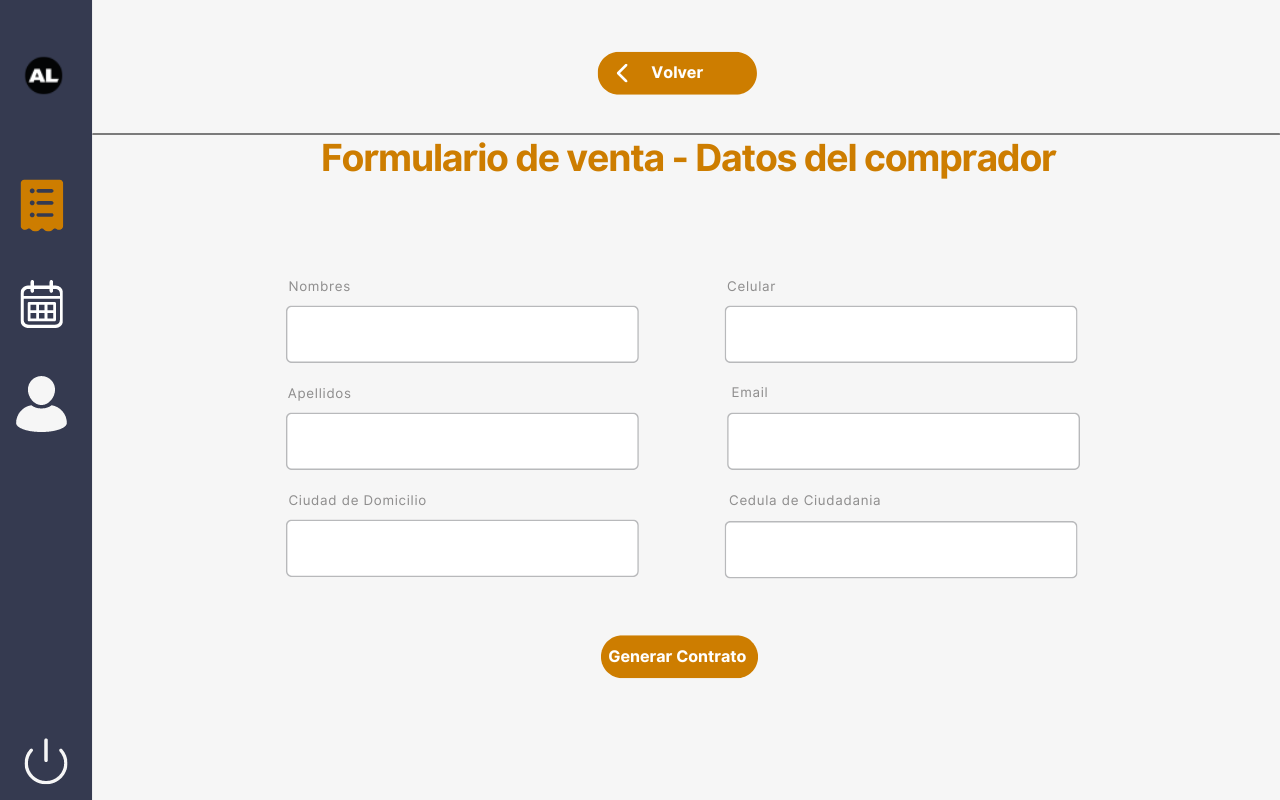 AL
Volver
Formulario de venta - Datos del comprador
Nombres
Celular
Apellidos
Email
Ciudad de Domicilio
Cedula de Ciudadania
Generar Contrato